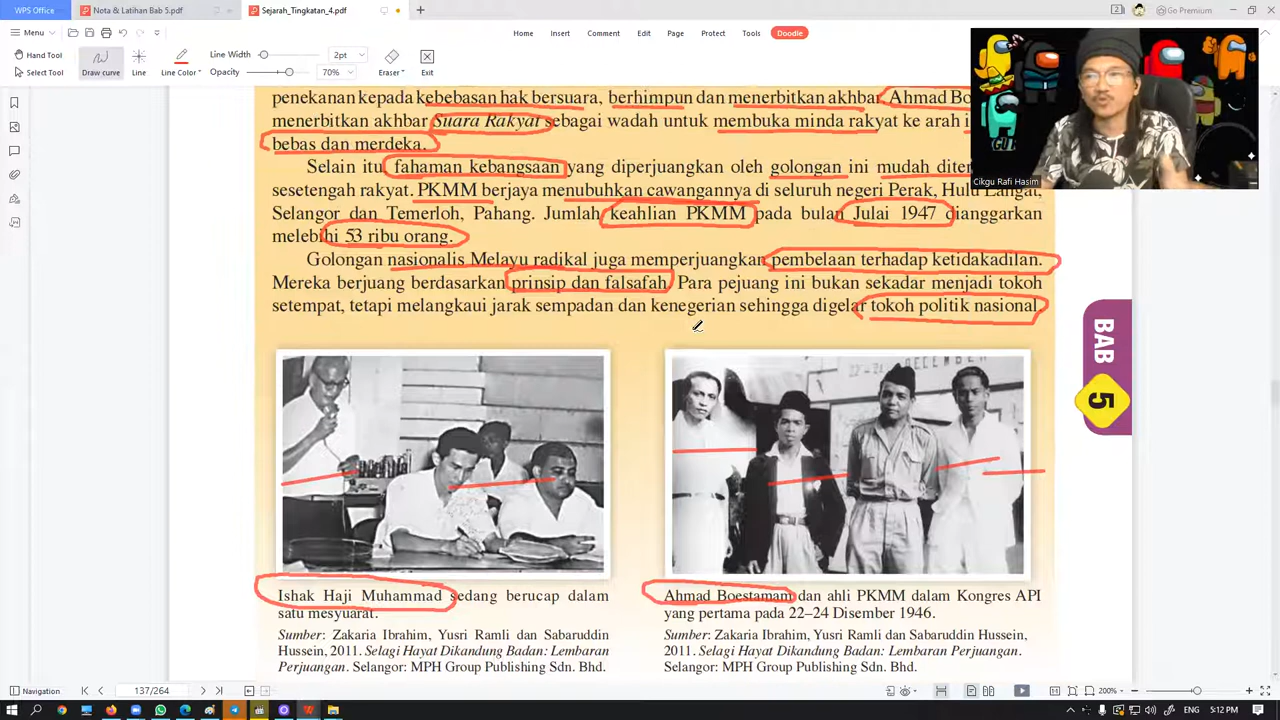 WPS Office
Nota & Latihan Bab 5.pdf
Sejarah_Tingkatan_4.pdf
Go Premium
Menu
Home
Insert
Comment
Edit
Page
Protect
Tools
Doodle
Hand Tool
Select Tool
Draw curve
Line
Line Color
Line Width
2pt
Opacity
70%
Eraser
Exit
penekanan kepada kebebasan hak bersuara, berhimpun dan menerbitkan akhbar. Ahmad Bo
menerbitkan akhbar Suara Rakyat sebagai wadah untuk membuka minda rakyat ke arah
bebas dan merdeka.
Selain itu fahaman kebangsaan yang diperjuangkan oleh golongan ini mudah
sesetengah rakyat. PKMM berjaya menubuhkan cawangannya di seluruh negeri Perak, Hulu Langat,
Selangor dan Temerloh, Pahang. Jumlah keahlian PKMM pada bulan Julai 1947 dianggarkan
melebihi 53 ribu orang.
Golongan nasionalis Melayu radikal juga memperjuangkan pembelaan terhadap ketidakadilan.
Mereka berjuang berdasarkan prinsip dan falsafah. Para pejuang ini bukan sekadar menjadi tokoh
setempat, tetapi melangkaui jarak sempadan dan kenegerian sehingga digelar tokoh politik nasional.
Cikgu Rafi Hasim
BAB
5
Ishak Haji Muhammad sedang berucap dalam
satu mesyuarat.
Sumber: Zakaria Ibrahim, Yusri Ramli dan Sabaruddin
Hussein, 2011. Selagi Hayat Dikandung Badan: Lembaran
Perjuangan. Selangor: MPH Group Publishing Sdn. Bhd.
Ahmad Boestamam dan ahli PKMM dalam Kongres API
yang pertama pada 22–24 Disember 1946.
Sumber: Zakaria Ibrahim, Yusri Ramli dan Sabaruddin Hussein,
2011. Selagi Hayat Dikandung Badan: Lembaran Perjuangan.
Selangor: MPH Group Publishing Sdn. Bhd.
Navigation
137/264
200%
5:12 PM